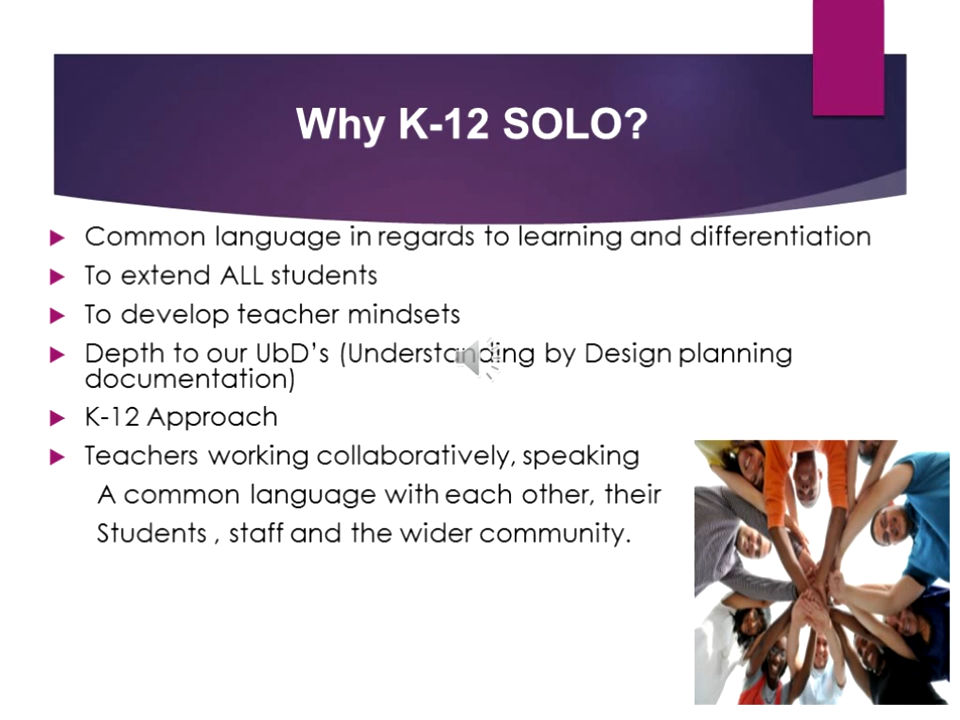 Why K-12 SOLO?
Common language in regards to learning and differentiation
To extend ALL students
To develop teacher mindsets
Depth to our UbD's (Understanding by Design planning
documentation)
K-12 Approach
Teachers working collaboratively, speaking
A common language with each other, their
Students , staff and the wider community.